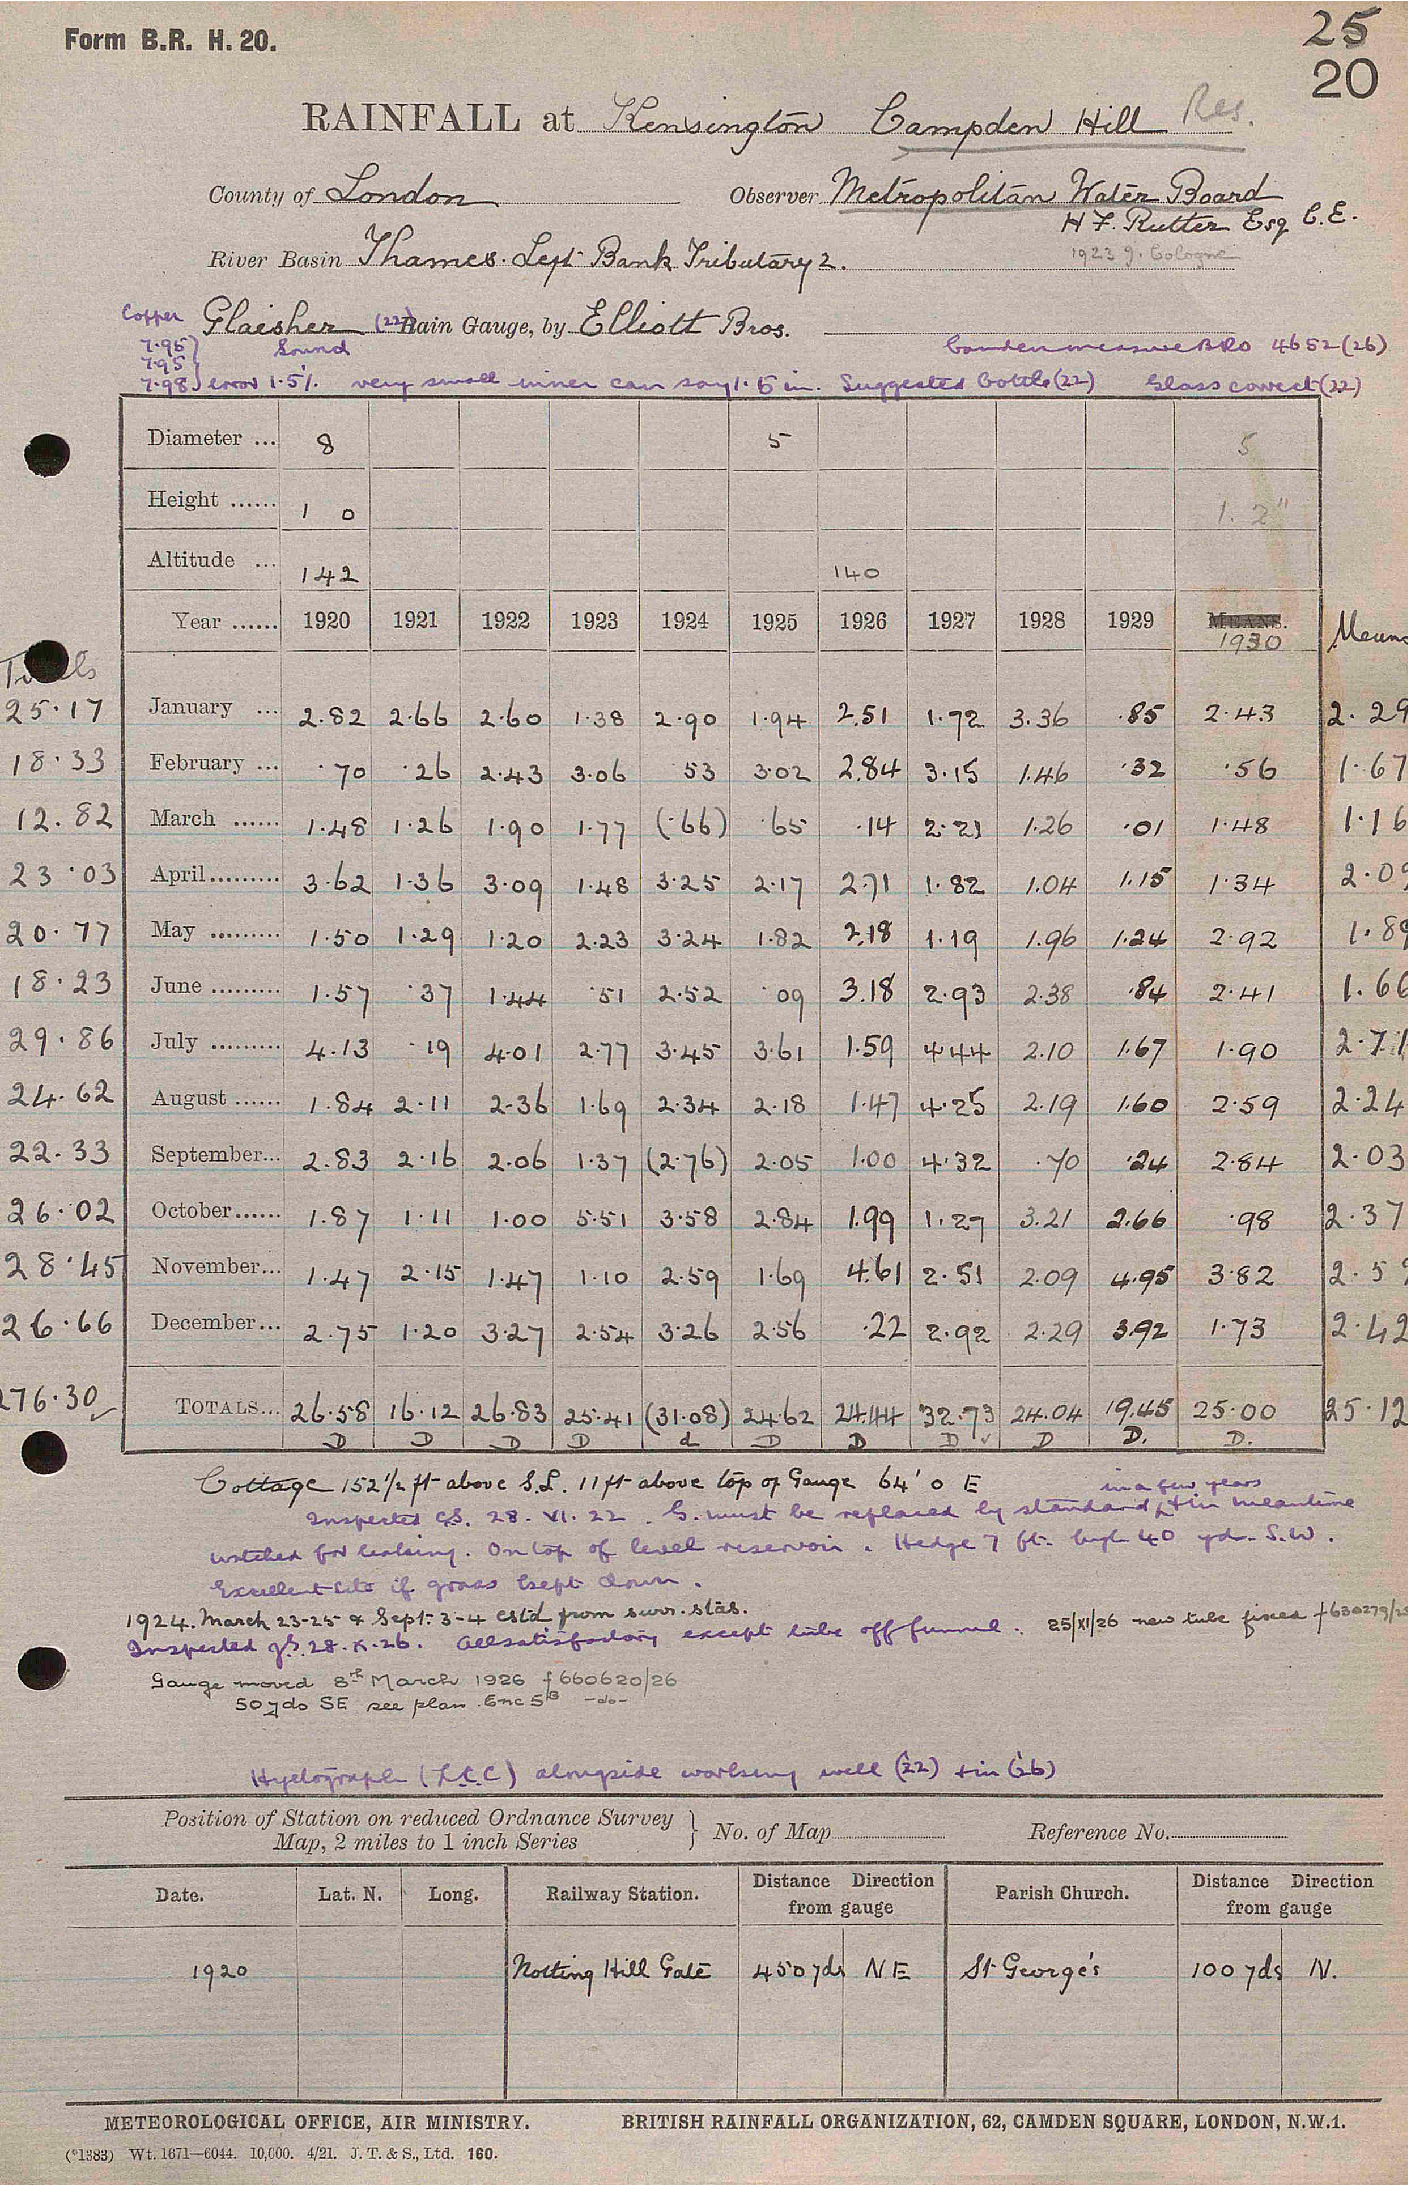 Form B.R. H. 20.
25
20
RAINFALL at Kensington Campden Hill Res.
County of London Observer Metropolitan Water Board
H F. Rutter Esq C.E.
River Basin Thames. Left Bank Tributary 2.
1923 J. Cologne
Copper Glaisher (22) Rain Gauge, by Elliott Bros.
7.95 Sound Camden measure BRO 4652 (26)
7.95
7.98 error 1.5% very small inner can say 1.5 in. Suggested bottle (22) Glass correct (22)
Diameter ... 8 5 5
Height ...... 1 0 1. 2"
Altitude ... 142 140
Year ...... 1920 1921 1922 1923 1924 1925 1926 1927 1928 1929 MEANS. 1930 Means
Totals
25.17 January ... 2.82 2.66 2.60 1.38 2.90 1.94 2.51 1.72 3.36 .85 2.43 2.29
18.33 February ... .70 .26 2.43 3.06 53 3.02 2.84 3.15 1.46 .32 .56 1.67
12.82 March ...... 1.48 1.26 1.90 1.77 (.66) .65 .14 2.21 1.26 .01 1.48 1.16
23.03 April......... 3.62 1.36 3.09 1.48 3.25 2.17 2.71 1.82 1.04 1.15 1.34 2.09
20.77 May ......... 1.50 1.29 1.20 2.23 3.24 1.82 2.18 1.19 1.96 1.24 2.92 1.89
18.23 June ......... 1.57 .37 1.44 .51 2.52 09 3.18 2.93 2.38 .84 2.41 1.66
29.86 July ......... 4.13 .19 4.01 2.77 3.45 3.61 1.59 4.44 2.10 1.67 1.90 2.71
24.62 August ...... 1.84 2.11 2.36 1.69 2.34 2.18 1.47 4.25 2.19 1.60 2.59 2.24
22.33 September... 2.83 2.16 2.06 1.37 (2.76) 2.05 1.00 4.32 .70 .24 2.84 2.03
26.02 October...... 1.87 1.11 1.00 5.51 3.58 2.84 1.99 1.27 3.21 2.66 .98 2.37
28.45 November... 1.47 2.15 1.47 1.10 2.59 1.69 4.61 2.51 2.09 4.95 3.82 2.59
26.66 December... 2.75 1.20 3.27 2.54 3.26 2.56 .22 2.92 2.29 3.92 1.73 2.42
276.30 TOTALS... 26.58 16.12 26.83 25.41 (31.08) 24.62 24.44 32.73 24.04 19.45 25.00 25.12
D D D D d D D D D D. D.
Cottage 152½ ft above S.L. 11 ft above top of Gauge 64' 0 E
in a few years
Inspected GS. 28. VI. 22. G. must be replaced by standard, + in meantime
watched for leaking. On top of level reservoir. Hedge 7 ft. high 40 yds. S.W.
Excellent site if grass kept down.
1924. March 23-25 & Sept. 3-4 estd from surr. stas.
Inspected 28. X. 26. All satisfactory except tube off funnel. 25/XI/26 new tube fixed
Gauge moved 8th March 1926 f660620/26
50 yds SE see plan. Enc 5B -do-
Hyetograph (L.C.C) alongside working well (22) + in (26)
Position of Station on reduced Ordnance Survey Map, 2 miles to 1 inch Series } No. of Map Reference No.
Date. Lat. N. Long. Railway Station. Distance from gauge Direction Parish Church. Distance from gauge Direction
1920 Notting Hill Gate 450 yds NE St George's 100 yds N.
METEOROLOGICAL OFFICE, AIR MINISTRY. BRITISH RAINFALL ORGANIZATION, 62, CAMDEN SQUARE, LONDON, N.W.1.
(*1383) Wt. 1671—6044. 10,000. 4/21. J. T. & S., Ltd. 160.